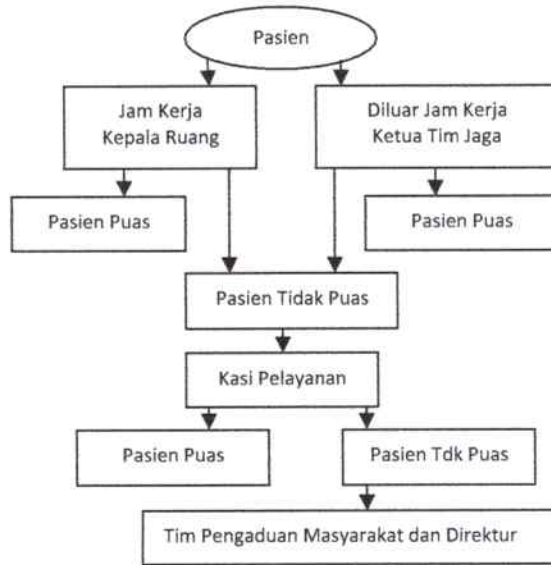 Pasien
Jam Kerja
Kepala Ruang
Diluar Jam Kerja
Ketua Tim Jaga
Pasien Puas
Pasien Puas
Pasien Tidak Puas
Kasi Pelayanan
Pasien Puas
Pasien Tdk Puas
Tim Pengaduan Masyarakat dan Direktur